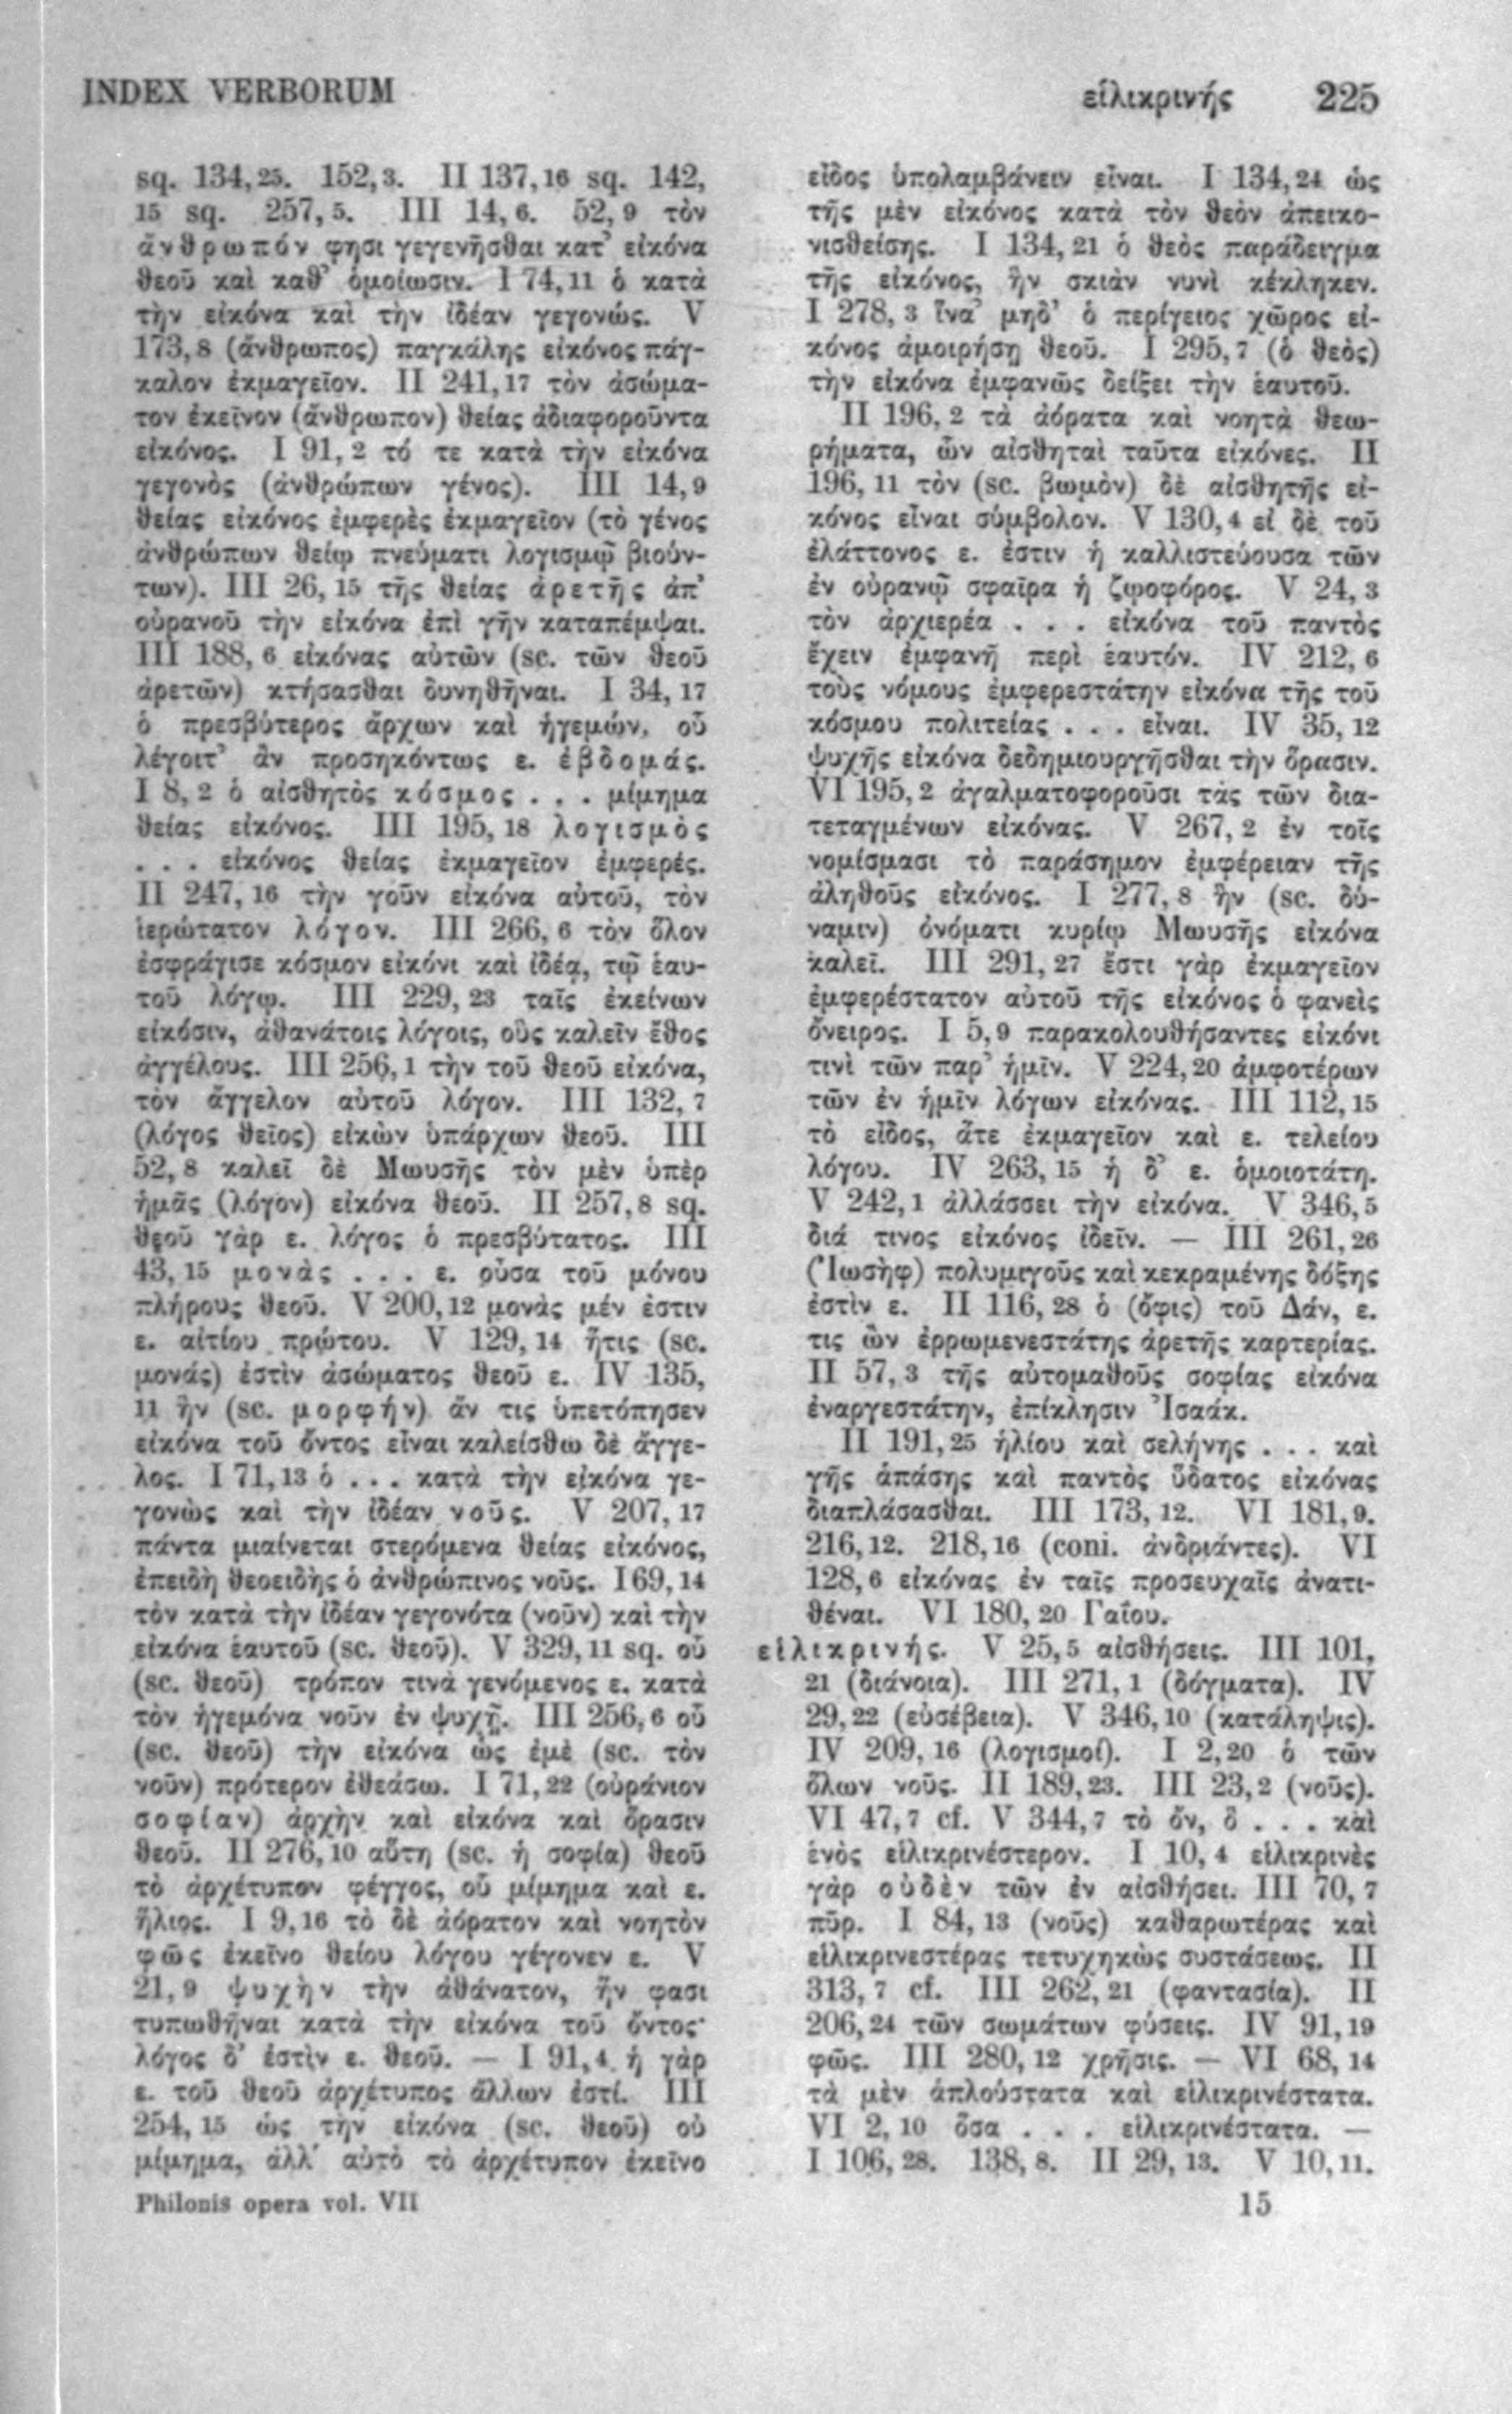 INDEX VERBORUM
εἰλικρινής 225
sq. 134,25. 152,3. II 137,16 sq. 142,
15 sq. 257,5. III 14,6. 52,9 τὸν
ἄνθρωπόν φησι γεγενῆσθαι κατ’ εἰκόνα
θεοῦ καὶ καθ’ ὁμοίωσιν. I 74,11 ὁ κατὰ
τὴν εἰκόνα καὶ τὴν ἰδέαν γεγονώς. V
173,8 (ἄνθρωπος) παγκάλης εἰκόνος πάγ-
καλον ἐκμαγεῖον. II 241,17 τὸν ἀσώμα-
τον ἐκεῖνον (ἄνθρωπον) θείας ἀδιαφοροῦντα
εἰκόνος. I 91,2 τό τε κατὰ τὴν εἰκόνα
γεγονὸς (ἀνθρώπων γένος). III 14,9
θείας εἰκόνος ἐμφερὲς ἐκμαγεῖον (τὸ γένος
ἀνθρώπων θείῳ πνεύματι λογισμῷ βιούν-
των). III 26,15 τῆς θείας ἀρετῆς ἀπ’
οὐρανοῦ τὴν εἰκόνα ἐπὶ γῆν καταπέμψαι.
III 188,6 εἰκόνας αὐτῶν (sc. τῶν θεοῦ
ἀρετῶν) κτήσασθαι δυνηθῆναι. I 34,17
ὁ πρεσβύτερος ἄρχων καὶ ἡγεμών, οὗ
λέγοιτ’ ἂν προσηκόντως ε. ἑβδομάς.
I 8,2 ὁ αἰσθητὸς κόσμος . . . μίμημα
θείας εἰκόνος. III 195,18 λογισμὸς
. . . εἰκόνος θείας ἐκμαγεῖον ἐμφερές.
II 247,16 τὴν γοῦν εἰκόνα αὐτοῦ, τὸν
ἱερώτατον λόγον. III 266,6 τὸν ὅλον
ἐσφράγισε κόσμον εἰκόνι καὶ ἰδέᾳ, τῷ ἑαυ-
τοῦ λόγῳ. III 229,23 ταῖς ἐκείνων
εἰκόσιν, ἀθανάτοις λόγοις, οὓς καλεῖν ἔθος
ἀγγέλους. III 256,1 τὴν τοῦ θεοῦ εἰκόνα,
τὸν ἄγγελον αὐτοῦ λόγον. III 132,7
(λόγος θεῖος) εἰκὼν ὑπάρχων θεοῦ. III
52,8 καλεῖ δὲ Μωυσῆς τὸν μὲν ὑπὲρ
ἡμᾶς (λόγον) εἰκόνα θεοῦ. II 257,8 sq.
θεοῦ γὰρ ε. λόγος ὁ πρεσβύτατος. III
43,15 μονὰς . . . ε. οὖσα τοῦ μόνου
πλήρους θεοῦ. V 200,12 μονὰς μέν ἐστιν
ε. αἰτίου πρώτου. V 129,14 ἥτις (sc.
μονάς) ἐστὶν ἀσώματος θεοῦ ε. IV 135,
11 ἣν (sc. μορφήν) ἄν τις ὑπετόπησεν
εἰκόνα τοῦ ὄντος εἶναι καλείσθω δὲ ἄγγε-
λος. I 71,13 ὁ . . . κατὰ τὴν εἰκόνα γε-
γονὼς καὶ τὴν ἰδέαν νοῦς. V 207,17
πάντα μιαίνεται στερόμενα θείας εἰκόνος,
ἐπειδὴ θεοειδὴς ὁ ἀνθρώπινος νοῦς. I 69,14
τὸν κατὰ τὴν ἰδέαν γεγονότα (νοῦν) καὶ τὴν
εἰκόνα ἑαυτοῦ (sc. θεοῦ). V 329,11 sq. οὗ
(sc. θεοῦ) τρόπον τινὰ γενόμενος ε. κατὰ
τὸν ἡγεμόνα νοῦν ἐν ψυχῇ. III 256,6 οὗ
(sc. θεοῦ) τὴν εἰκόνα ὡς ἐμὲ (sc. τὸν
νοῦν) πρότερον ἐθεάσω. I 71,22 (οὐράνιον
σοφίαν) ἀρχὴν καὶ εἰκόνα καὶ ὅρασιν
θεοῦ. II 276,10 αὕτη (sc. ἡ σοφία) θεοῦ
τὸ ἀρχέτυπον φέγγος, οὗ μίμημα καὶ ε.
ἥλιος. I 9,16 τὸ δὲ ἀόρατον καὶ νοητὸν
φῶς ἐκεῖνο θείου λόγου γέγονεν ε. V
21,9 ψυχὴν τὴν ἀθάνατον, ἥν φασι
τυπωθῆναι κατὰ τὴν εἰκόνα τοῦ ὄντος·
λόγος δ’ ἐστὶν ε. θεοῦ. — I 91,4 ἡ γὰρ
ε. τοῦ θεοῦ ἀρχέτυπος ἄλλων ἐστί. III
254,15 ὡς τὴν εἰκόνα (sc. θεοῦ) οὐ
μίμημα, ἀλλ’ αὐτὸ τὸ ἀρχέτυπον ἐκεῖνο
Philonis opera vol. VII
εἶδος ὑπολαμβάνειν εἶναι. I 134,24 ὡς
τῆς μὲν εἰκόνος κατὰ τὸν θεὸν ἀπεικο-
νισθείσης. I 134,21 ὁ θεὸς παράδειγμα
τῆς εἰκόνος, ἣν σκιὰν νυνὶ κέκληκεν.
I 278,3 ἵνα’ μηδ’ ὁ περίγειος χῶρος εἰ-
κόνος ἀμοιρήσῃ θεοῦ. I 295,7 (ὁ θεὸς)
τὴν εἰκόνα ἐμφανῶς δείξει τὴν ἑαυτοῦ.
II 196,2 τὰ ἀόρατα καὶ νοητὰ θεω-
ρήματα, ὧν αἰσθηταὶ ταῦτα εἰκόνες. II
196,11 τὸν (sc. βωμὸν) δὲ αἰσθητῆς εἰ-
κόνος εἶναι σύμβολον. V 130,4 εἰ δὲ τοῦ
ἐλάττονος ε. ἐστιν ἡ καλλιστεύουσα τῶν
ἐν οὐρανῷ σφαῖρα ἡ ζῳοφόρος. V 24,3
τὸν ἀρχιερέα . . . εἰκόνα τοῦ παντὸς
ἔχειν ἐμφανῆ περὶ ἑαυτόν. IV 212,6
τοὺς νόμους ἐμφερεστάτην εἰκόνα τῆς τοῦ
κόσμου πολιτείας . . . εἶναι. IV 35,12
ψυχῆς εἰκόνα δεδημιουργῆσθαι τὴν ὅρασιν.
VI 195,2 ἀγαλματοφοροῦσι τὰς τῶν δια-
τεταγμένων εἰκόνας. V 267,2 ἐν τοῖς
νομίσμασι τὸ παράσημον ἐμφέρειαν τῆς
ἀληθοῦς εἰκόνος. I 277,8 ἣν (sc. δύ-
ναμιν) ὀνόματι κυρίῳ Μωυσῆς εἰκόνα
καλεῖ. III 291,27 ἔστι γὰρ ἐκμαγεῖον
ἐμφερέστατον αὐτοῦ τῆς εἰκόνος ὁ φανεὶς
ὄνειρος. I 5,9 παρακολουθήσαντες εἰκόνι
τινὶ τῶν παρ’ ἡμῖν. V 224,20 ἀμφοτέρων
τῶν ἐν ἡμῖν λόγων εἰκόνας. III 112,15
τὸ εἶδος, ἅτε ἐκμαγεῖον καὶ ε. τελείου
λόγου. IV 263,15 ἡ δ’ ε. ὁμοιοτάτη.
V 242,1 ἀλλάσσει τὴν εἰκόνα. V 346,5
διά τινος εἰκόνος ἰδεῖν. — III 261,26
(Ἰωσὴφ) πολυμιγοῦς καὶ κεκραμένης δόξης
ἐστὶν ε. II 116,28 ὁ (ὄφις) τοῦ Δάν, ε.
τις ὢν ἐρρωμενεστάτης ἀρετῆς καρτερίας.
II 57,3 τῆς αὐτομαθοῦς σοφίας εἰκόνα
ἐναργεστάτην, ἐπίκλησιν Ἰσαάκ.
II 191,25 ἡλίου καὶ σελήνης . . . καὶ
γῆς ἁπάσης καὶ παντὸς ὕδατος εἰκόνας
διαπλάσασθαι. III 173,12. VI 181,9.
216,12. 218,16 (coni. ἀνδριάντες). VI
128,6 εἰκόνας ἐν ταῖς προσευχαῖς ἀνατι-
θέναι. VI 180,20 Γαΐου.
εἰλικρινής. V 25,5 αἰσθήσεις. III 101,
21 (διάνοια). III 271,1 (δόγματα). IV
29,22 (εὐσέβεια). V 346,10 (κατάληψις).
IV 209,16 (λογισμοί). I 2,20 ὁ τῶν
ὅλων νοῦς. II 189,23. III 23,2 (νοῦς).
VI 47,7 cf. V 344,7 τὸ ὄν, ὃ . . . καὶ
ἑνὸς εἰλικρινέστερον. I 10,4 εἰλικρινὲς
γὰρ οὐδὲν τῶν ἐν αἰσθήσει. III 70,7
πῦρ. I 84,13 (νοῦς) καθαρωτέρας καὶ
εἰλικρινεστέρας τετυχηκὼς συστάσεως. II
313,7 cf. III 262,21 (φαντασία). II
206,24 τῶν σωμάτων φύσεις. IV 91,19
φῶς. III 280,12 χρῆσις. — VI 68,14
τὰ μὲν ἁπλούστατα καὶ εἰλικρινέστατα.
VI 2,10 ὅσα . . . εἰλικρινέστατα. —
I 106,28. 138,8. II 29,13. V 10,11.
15